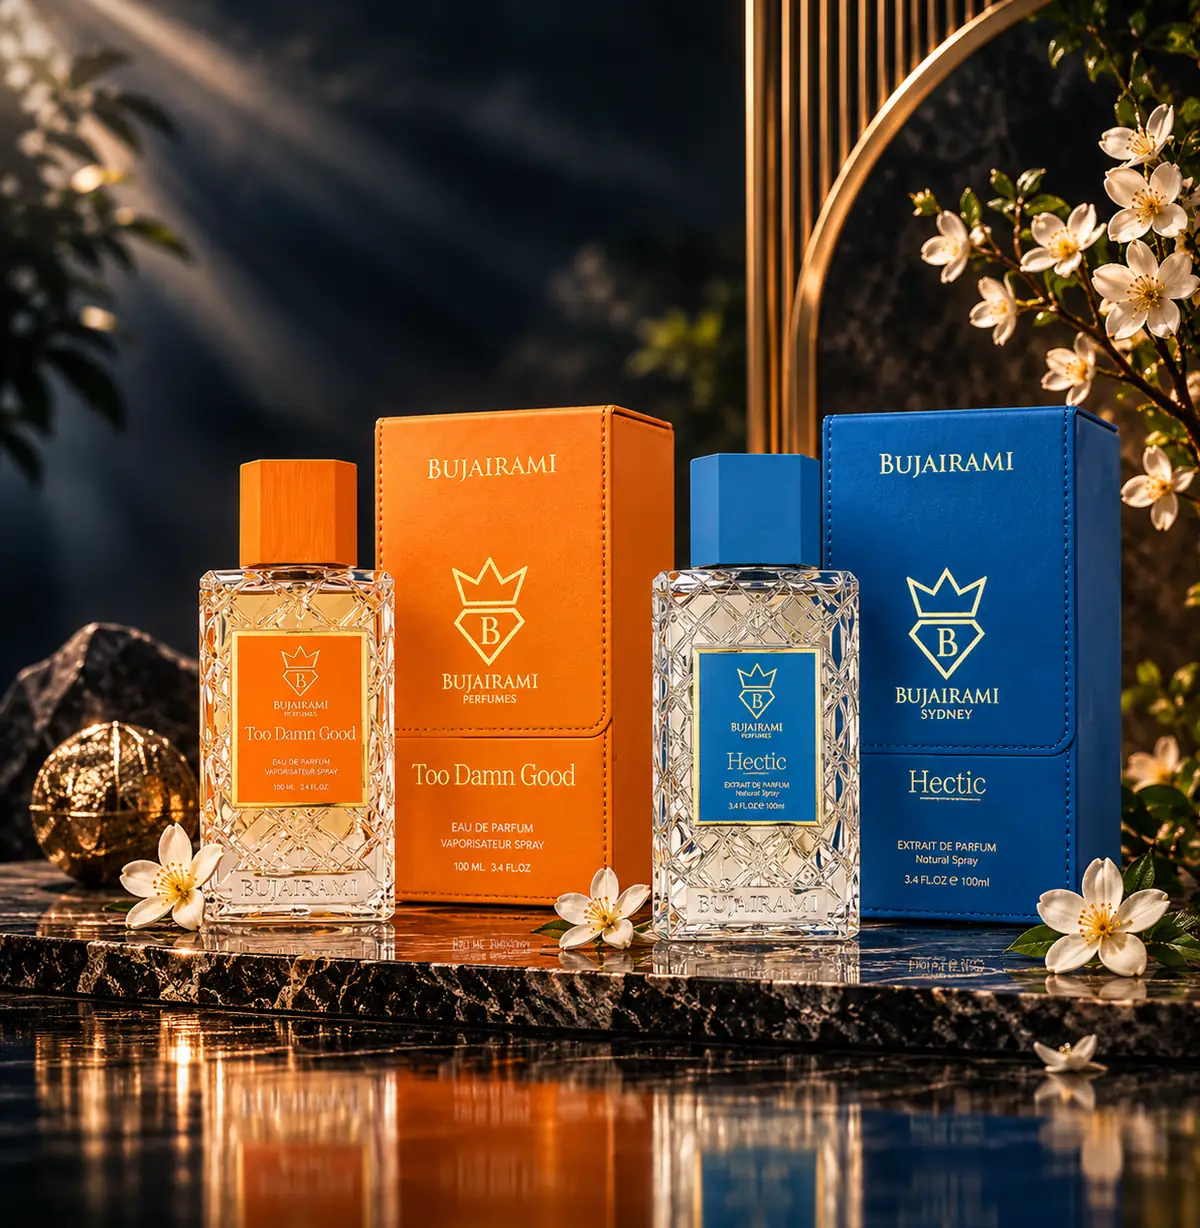 BUJAIRAMI
B
BUJAIRAMI
PERFUMES
Too Damn Good
EAU DE PARFUM
VAPORISATEUR SPRAY
100 ML 3.4 FL.OZ
B
BUJAIRAMI
PERFUMES
Too Damn Good
EAU DE PARFUM
VAPORISATEUR SPRAY
100 ML 3.4 FL.OZ
BUJAIRAMI
BUJAIRAMI
B
BUJAIRAMI
SYDNEY
Hectic
EXTRAIT DE PARFUM
Natural Spray
3.4 FL.OZ e 100ml
B
BUJAIRAMI
PERFUMES
Hectic
EXTRAIT DE PARFUM
Natural Spray
3.4 FL.OZ e 100ml
BUJAIRAMI